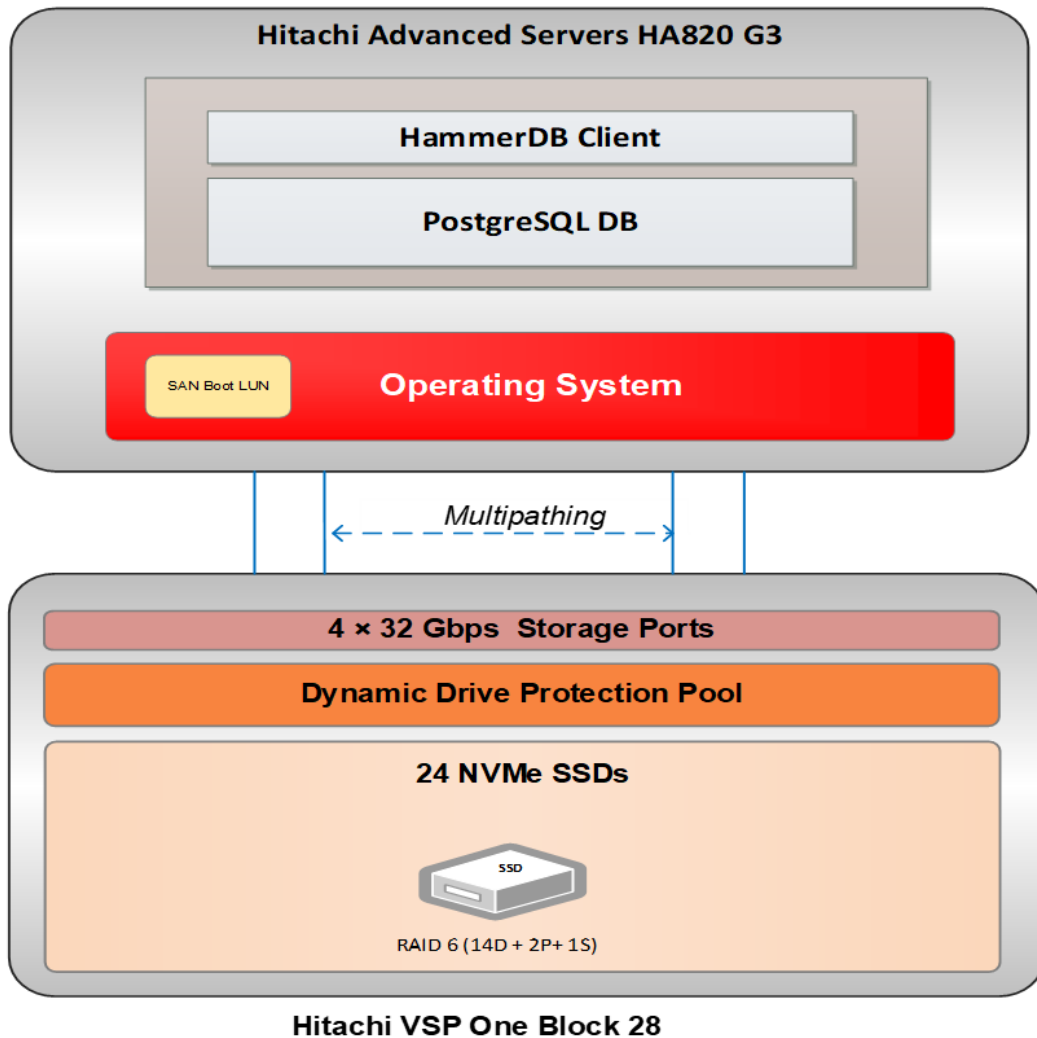 Hitachi Advanced Servers HA820 G3
HammerDB Client
PostgreSQL DB
SAN Boot LUN
Operating System
Multipathing
4 × 32 Gbps Storage Ports
Dynamic Drive Protection Pool
24 NVMe SSDs
SSD
RAID 6 (14D + 2P+ 1S)
Hitachi VSP One Block 28